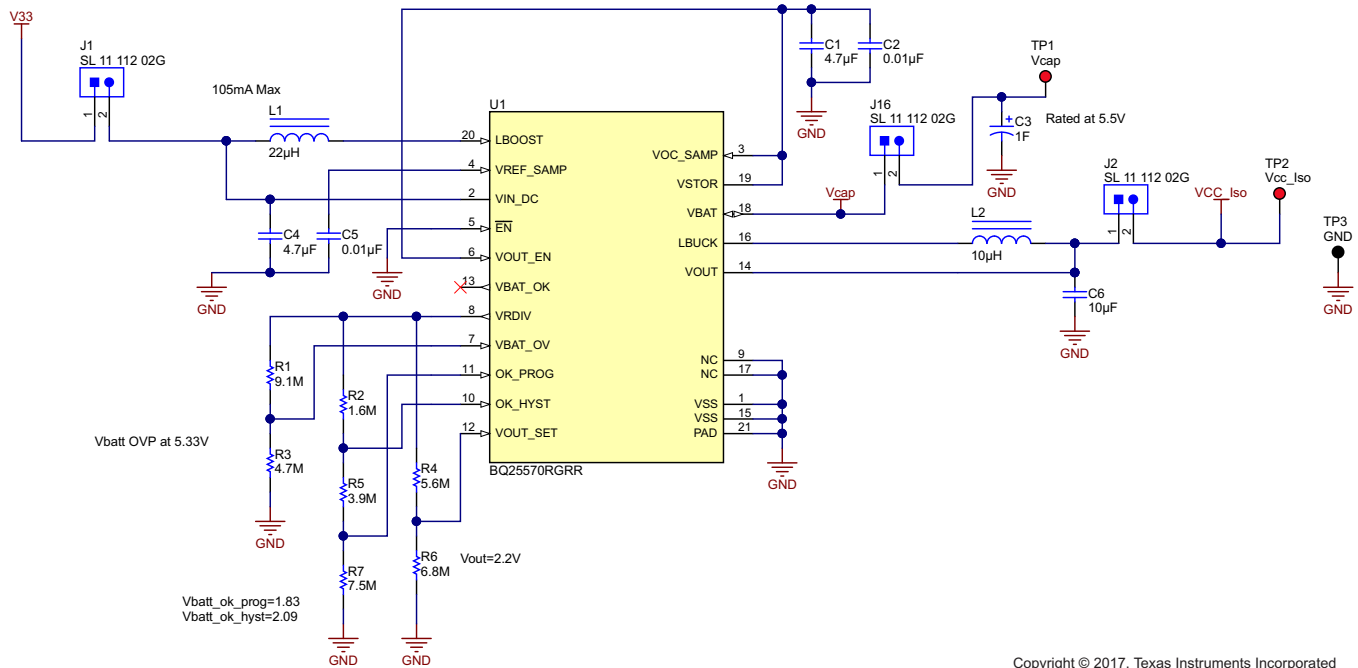 V33
J1
SL 11 112 02G
1
2
105mA Max
L1
22µH
C4
4.7µF
C5
0.01µF
GND
GND
U1
20
LBOOST
4
VREF_SAMP
2
VIN_DC
5
EN
6
VOUT_EN
13
VBAT_OK
8
VRDIV
7
VBAT_OV
11
OK_PROG
10
OK_HYST
12
VOUT_SET
VOC_SAMP
3
VSTOR
19
VBAT
18
LBUCK
16
VOUT
14
NC
9
NC
17
VSS
1
VSS
15
PAD
21
BQ25570RGRR
GND
C1
4.7µF
C2
0.01µF
GND
J16
SL 11 112 02G
1
2
Vcap
TP1
Vcap
C3
1F
+
Rated at 5.5V
GND
L2
10µH
J2
SL 11 112 02G
1
2
VCC_Iso
TP2
Vcc_Iso
TP3
GND
GND
C6
10µF
GND
R1
9.1M
R3
4.7M
Vbatt OVP at 5.33V
GND
R2
1.6M
R5
3.9M
R7
7.5M
R4
5.6M
R6
6.8M
Vout=2.2V
Vbatt_ok_prog=1.83
Vbatt_ok_hyst=2.09
GND
GND
Copyright © 2017, Texas Instruments Incorporated